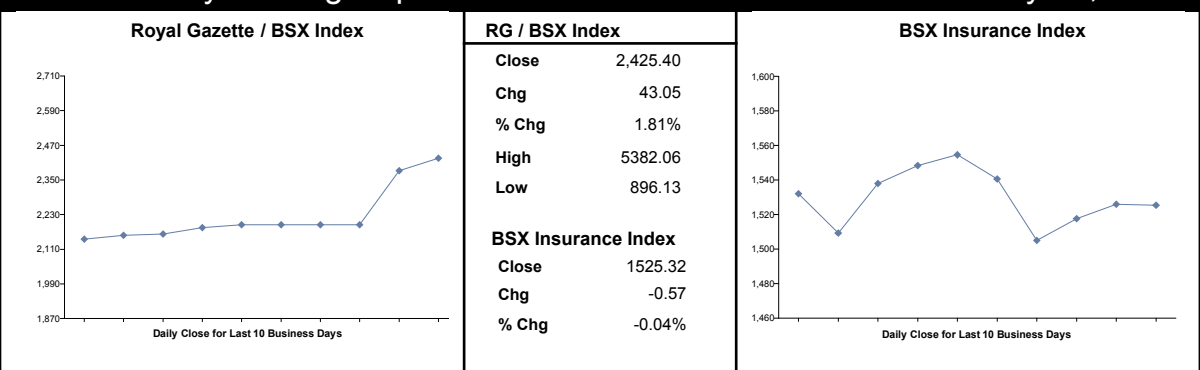 Royal Gazette / BSX Index
2,710
2,590
2,470
2,350
2,230
2,110
1,990
1,870
Daily Close for Last 10 Business Days
RG / BSX Index
Close 2,425.40
Chg 43.05
% Chg 1.81%
High 5382.06
Low 896.13
BSX Insurance Index
Close 1525.32
Chg -0.57
% Chg -0.04%
BSX Insurance Index
1,600
1,580
1,560
1,540
1,520
1,500
1,480
1,460
Daily Close for Last 10 Business Days